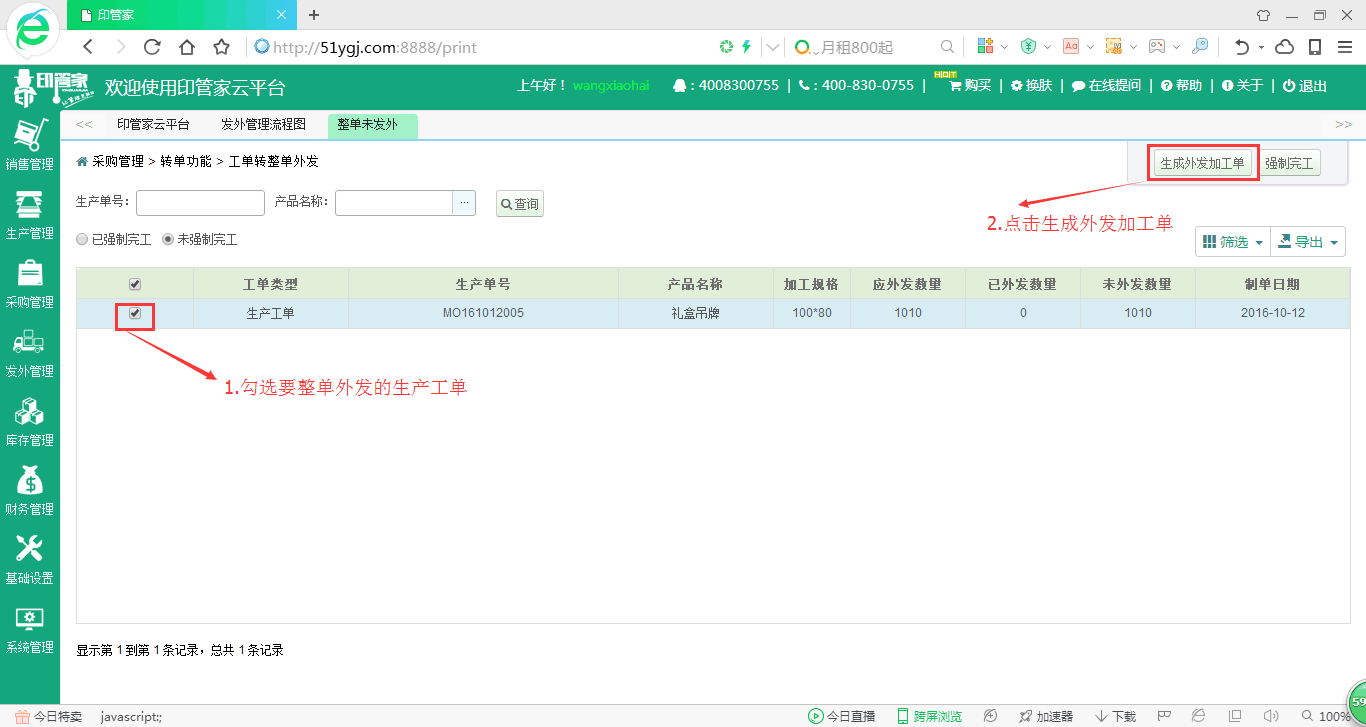 印管家
http://51ygj.com:8888/print
月租800起
印管家
欢迎使用印管家云平台
上午好！ wangxiaohai
: 4008300755 | : 400-830-0755 | HOT 购买 | 换肤 | 在线提问 | 帮助 | 关于 | 退出
<< 印管家云平台 发外管理流程图 整单未发外 >>
销售管理
生产管理
采购管理
发外管理
库存管理
财务管理
基础设置
系统管理
采购管理 > 转单功能 > 工单转整单外发
生成外发加工单 强制完工
生产单号： 产品名称： ... 查询
2.点击生成外发加工单
已强制完工 未强制完工
筛选 导出
工单类型 生产单号 产品名称 加工规格 应外发数量 已外发数量 未外发数量 制单日期
生产工单 MO161012005 礼盒吊牌 100*80 1010 0 1010 2016-10-12
1.勾选要整单外发的生产工单
显示第 1 到第 1 条记录，总共 1 条记录
59
今日特卖 javascript:; 今日直播 跨屏浏览 加速器 下载 100%